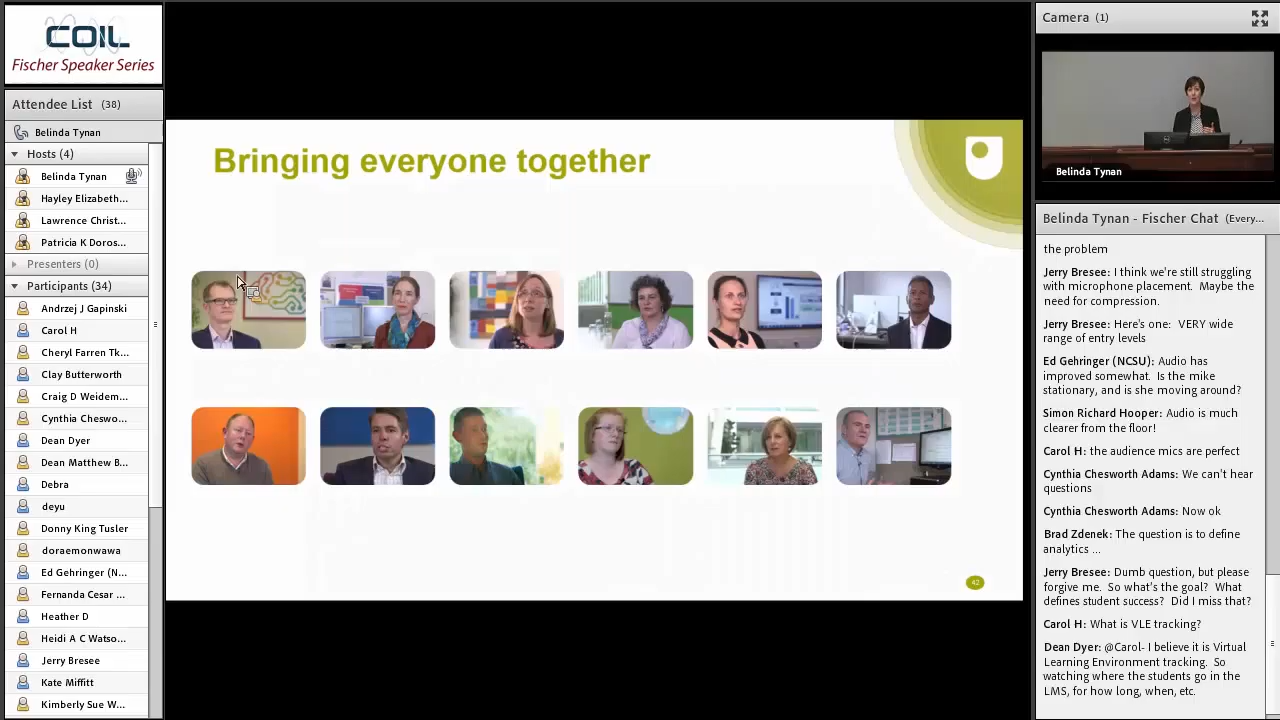 COIL
Fischer Speaker Series
Attendee List (38)
Belinda Tynan
Hosts (4)
Belinda Tynan
Hayley Elizabeth...
Lawrence Christ...
Patricia K Doros...
Presenters (0)
Participants (34)
Andrzej J Gapinski
Carol H
Cheryl Farren Tk...
Clay Butterworth
Craig D Weidem...
Cynthia Cheswo...
Dean Dyer
Dean Matthew B...
Debra
deyu
Donny King Tusler
doraemonwawa
Ed Gehringer (N...
Fernanda Cesar ...
Heather D
Heidi A C Watso...
Jerry Bresee
Kate Miffitt
Kimberly Sue W...
Bringing everyone together
42
Camera (1)
Belinda Tynan
Belinda Tynan - Fischer Chat (Every...
the problem
Jerry Bresee: I think we're still struggling
with microphone placement. Maybe the
need for compression.
Jerry Bresee: Here's one: VERY wide
range of entry levels
Ed Gehringer (NCSU): Audio has
improved somewhat. Is the mike
stationary, and is she moving around?
Simon Richard Hooper: Audio is much
clearer from the floor!
Carol H: the audience mics are perfect
Cynthia Chesworth Adams: We can't hear
questions
Cynthia Chesworth Adams: Now ok
Brad Zdenek: The question is to define
analytics ...
Jerry Bresee: Dumb question, but please
forgive me. So what's the goal? What
defines student success? Did I miss that?
Carol H: What is VLE tracking?
Dean Dyer: @Carol- I believe it is Virtual
Learning Environment tracking. So
watching where the students go in the
LMS, for how long, when, etc.